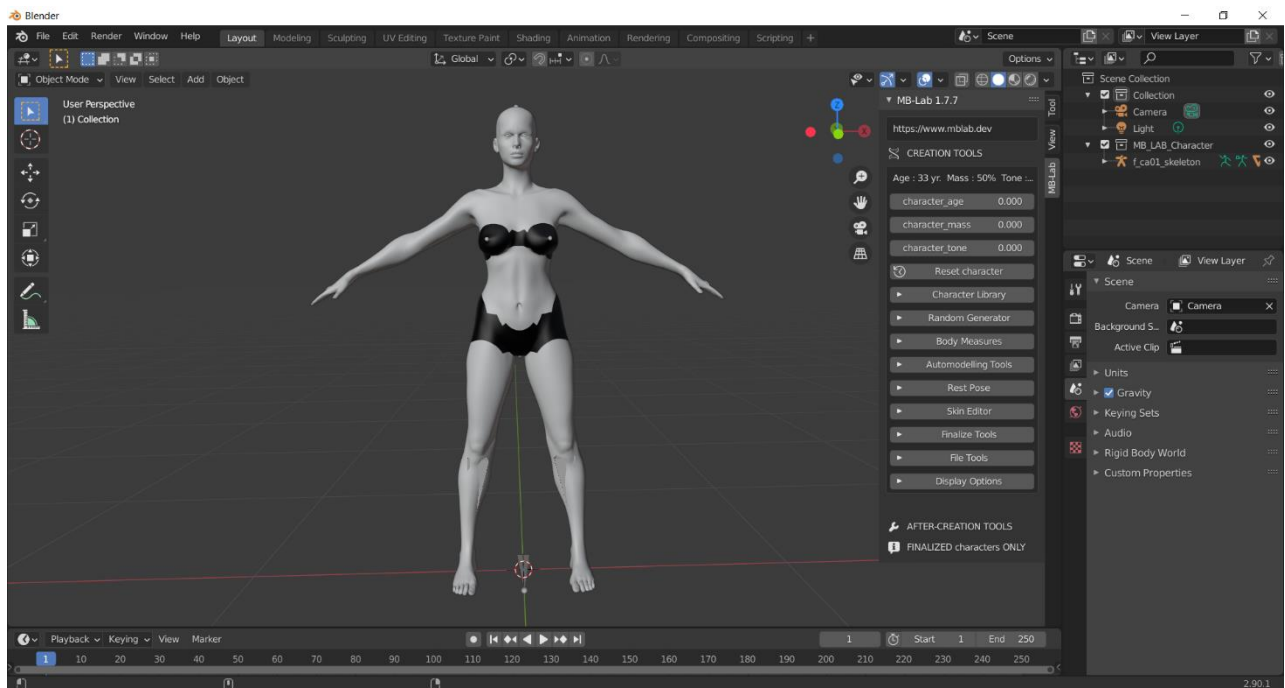 Blender
File Edit Render Window Help Layout Modeling Sculpting UV Editing Texture Paint Shading Animation Rendering Compositing Scripting + Scene View Layer
Global Options
Object Mode View Select Add Object
User Perspective
(1) Collection
Z
X
MB-Lab 1.7.7
https://www.mblab.dev
CREATION TOOLS
Age : 33 yr. Mass : 50% Tone :...
character_age 0.000
character_mass 0.000
character_tone 0.000
Reset character
Character Library
Random Generator
Body Measures
Automodelling Tools
Rest Pose
Skin Editor
Finalize Tools
File Tools
Display Options
AFTER-CREATION TOOLS
FINALIZED characters ONLY
Tool
View
MB-Lab
Scene Collection
Collection
Camera
Light
MB_LAB_Character
f_ca01_skeleton
Scene View Layer
Scene
Camera Camera
Background S...
Active Clip
Units
Gravity
Keying Sets
Audio
Rigid Body World
Custom Properties
Playback Keying View Marker 1 Start 1 End 250
1 10 20 30 40 50 60 70 80 90 100 110 120 130 140 150 160 170 180 190 200 210 220 230 240 250
2.90.1